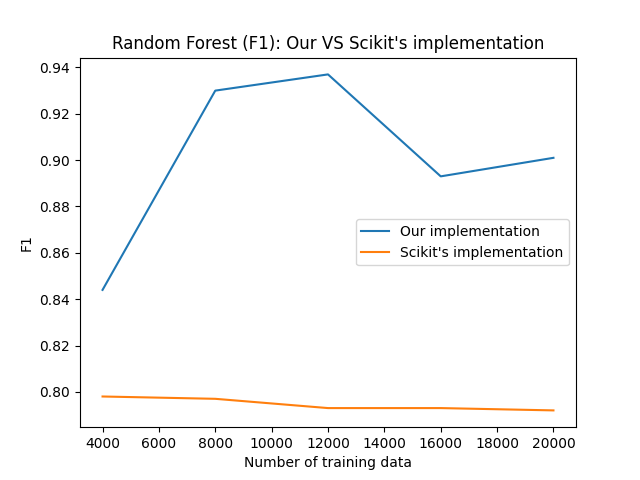 Random Forest (F1): Our VS Scikit's implementation
0.94
0.92
0.90
0.88
0.86
0.84
0.82
0.80
F1
Our implementation
Scikit's implementation
4000 6000 8000 10000 12000 14000 16000 18000 20000
Number of training data